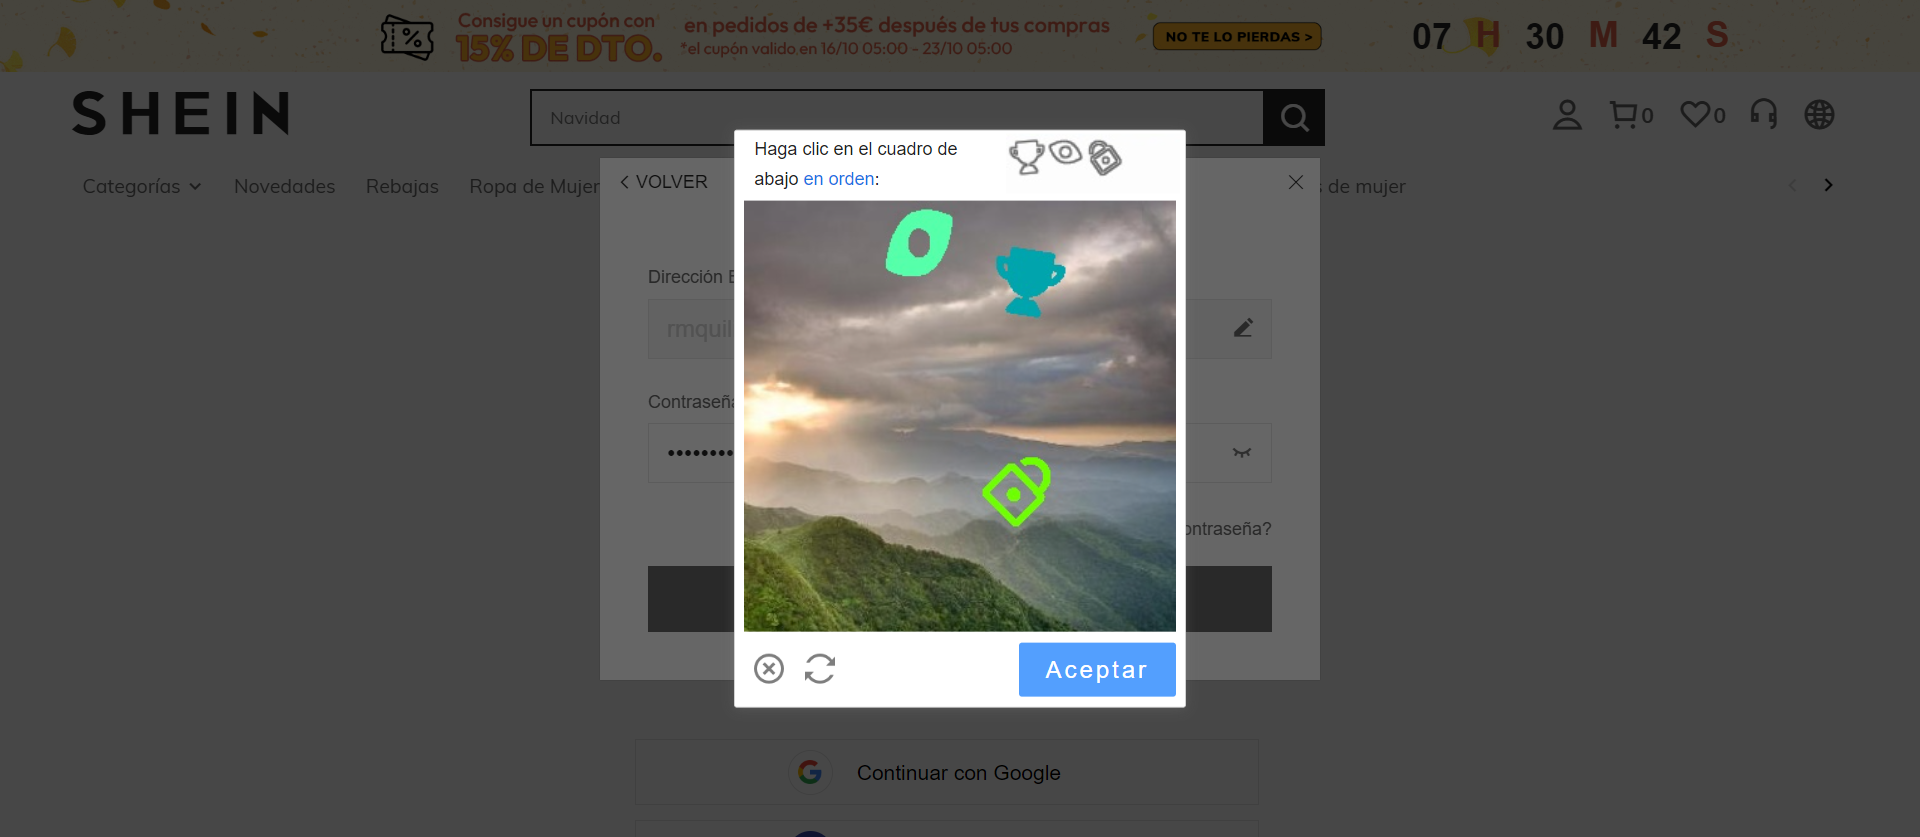 Consigue un cupón con
15% DE DTO.
en pedidos de +35€ después de tus compras
*el cupón valido en 16/10 05:00 - 23/10 05:00
NO TE LO PIERDAS >
07 H 30 M 42 S
SHEIN
Navidad
0
0
Categorías
Novedades
Rebajas
Ropa de Mujer
de mujer
VOLVER
Haga clic en el cuadro de
abajo en orden:
Dirección
rmquil
Contraseña
ontraseña?
Aceptar
Continuar con Google